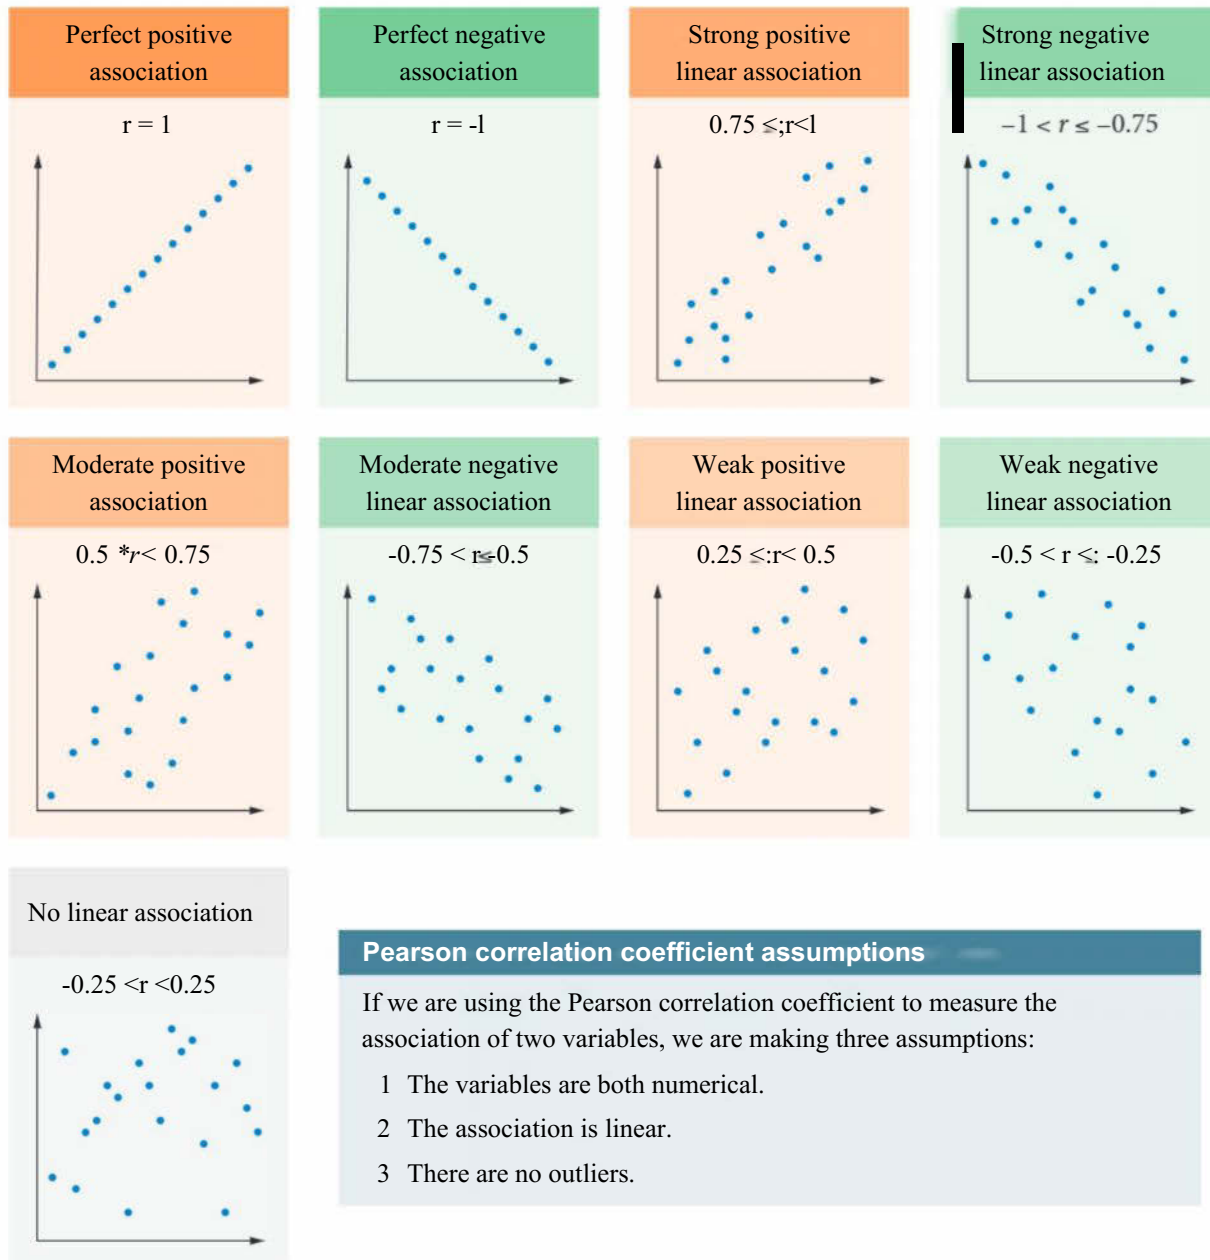 Perfect positive
association
r = 1
Perfect negative
association
r = -l
Strong positive
linear association
0.75 ≤;r<l
Strong negative
linear association
−1 < r ≤ −0.75
Moderate positive
association
0.5 *r< 0.75
Moderate negative
linear association
-0.75 < r≤-0.5
Weak positive
linear association
0.25 ≤:r< 0.5
Weak negative
linear association
-0.5 < r ≤: -0.25
No linear association
-0.25 <r <0.25
Pearson correlation coefficient assumptions
If we are using the Pearson correlation coefficient to measure the
association of two variables, we are making three assumptions:
1 The variables are both numerical.
2 The association is linear.
3 There are no outliers.